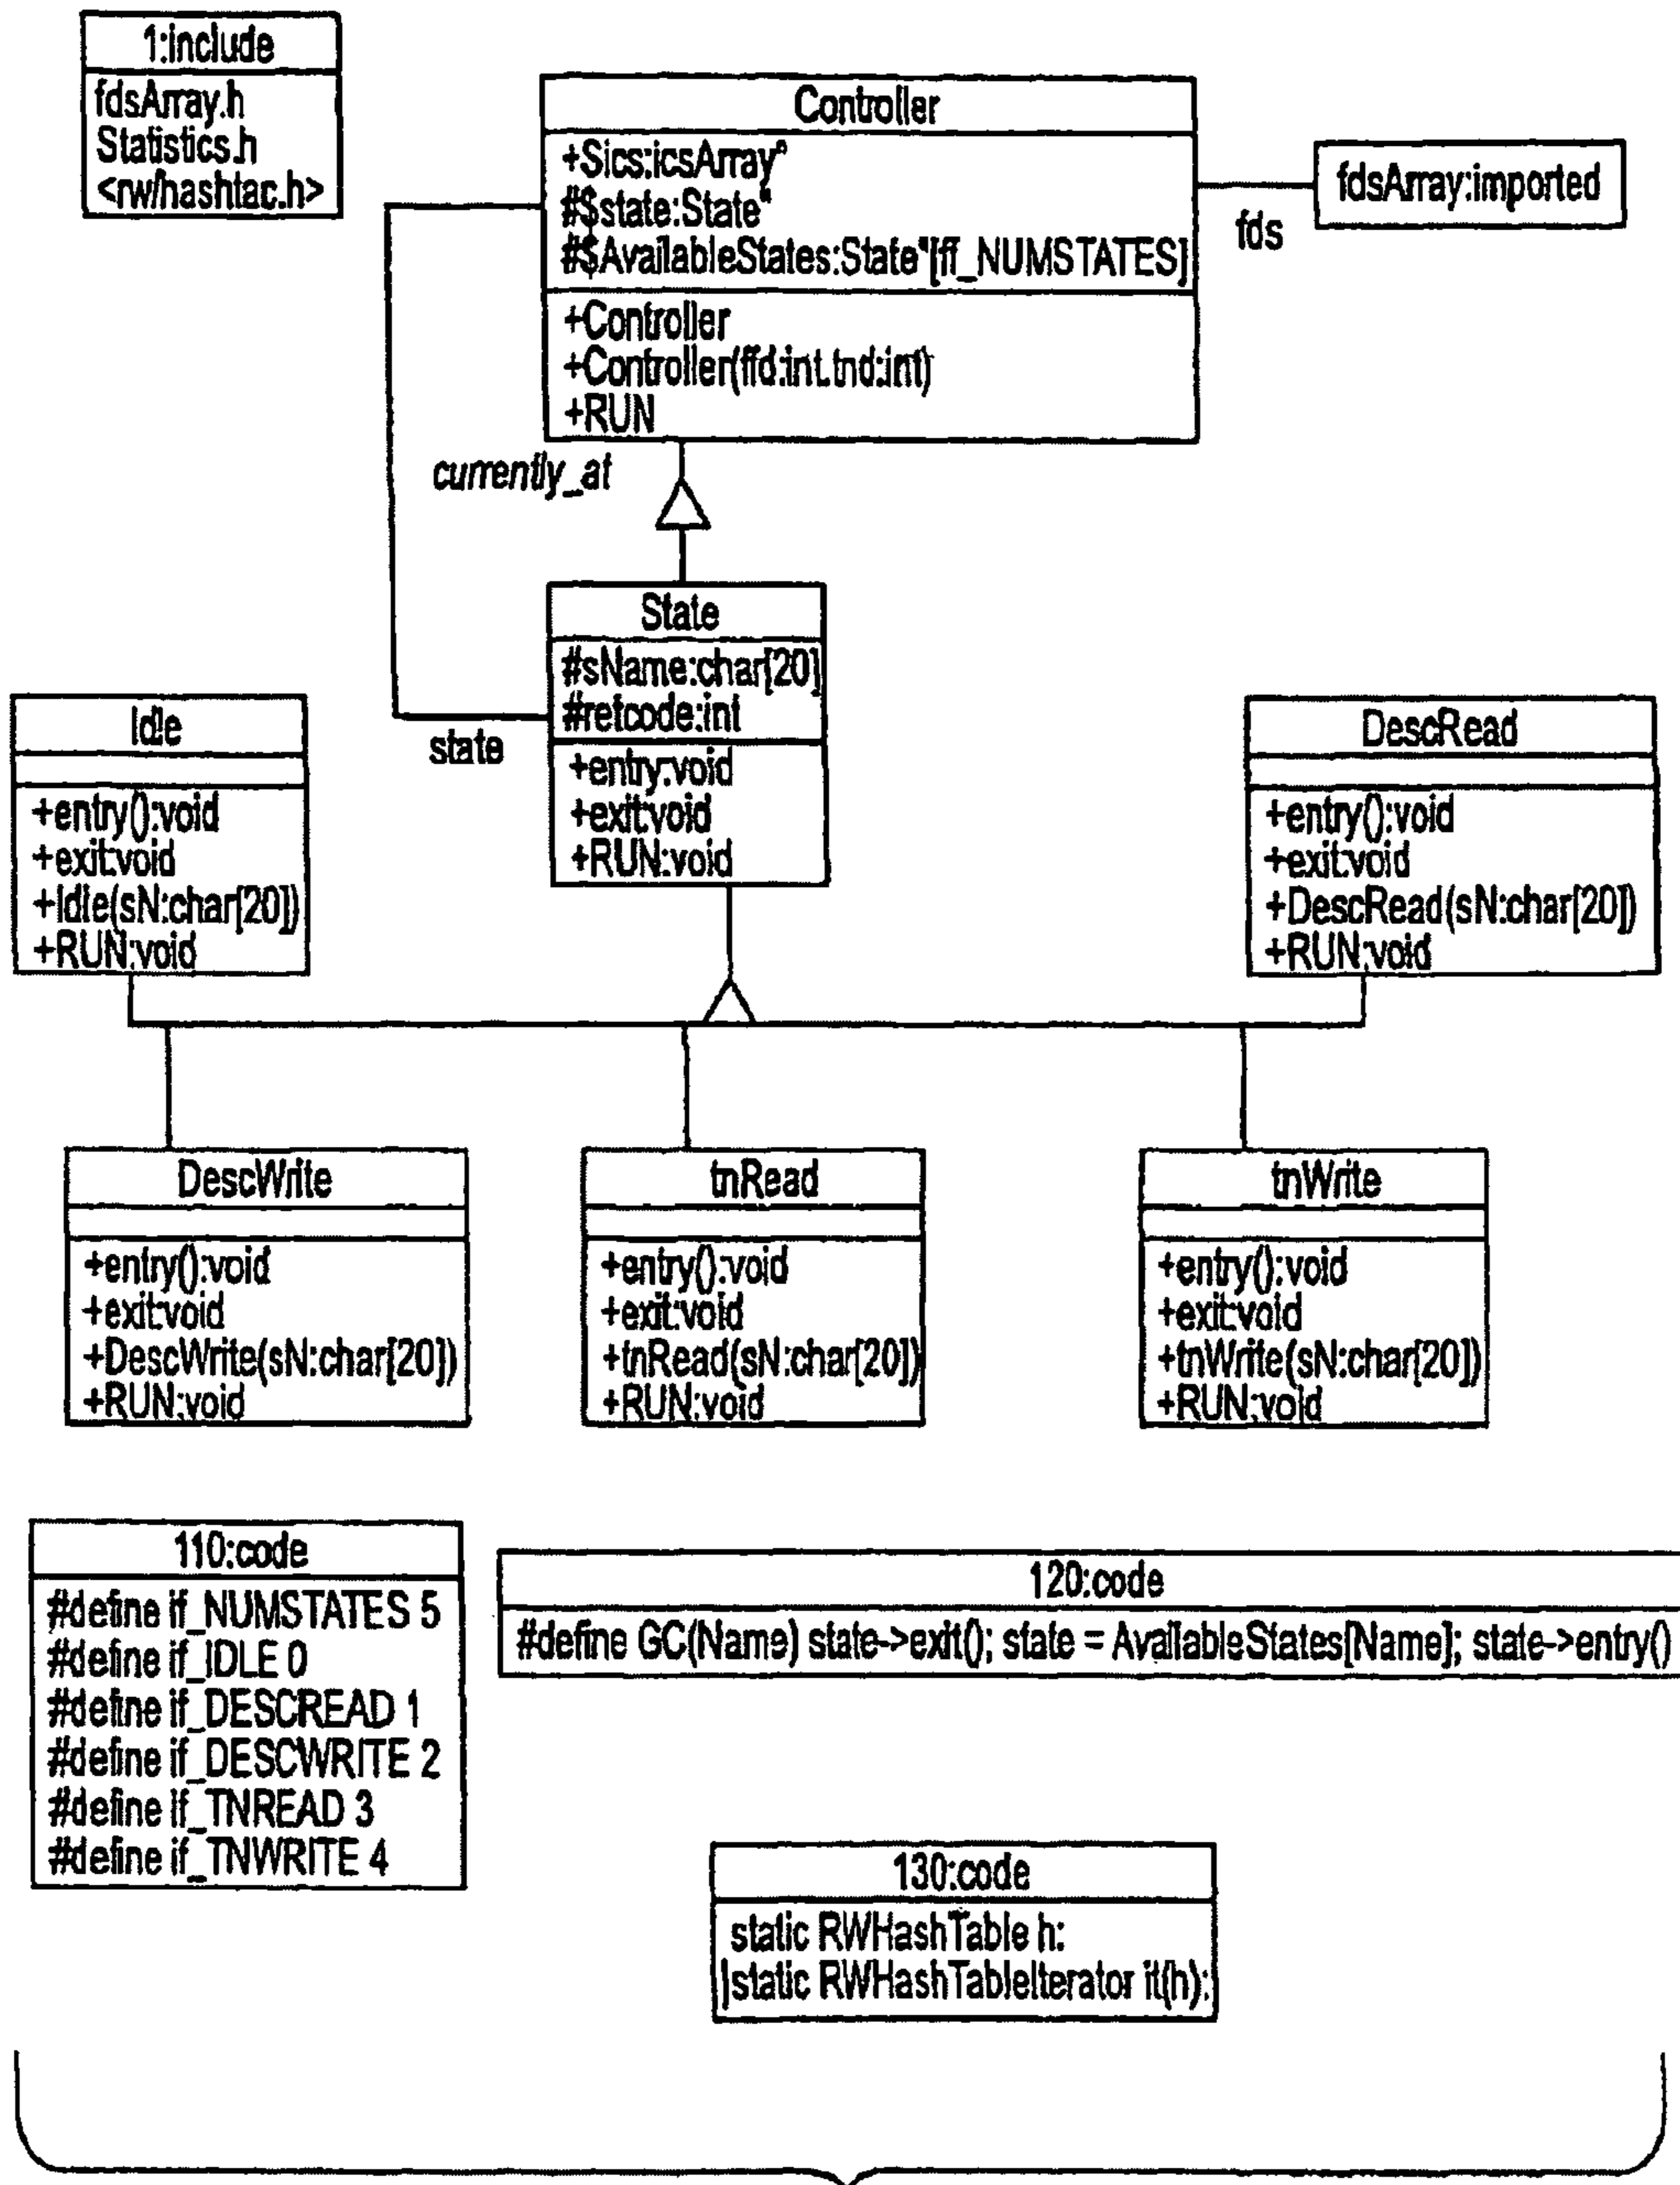 1:include
fdsArray.h
Statistics.h
<rw/hashtac.h>
Controller
+Sics:icsArray*
#$state:State*
#$AvailableStates:State*[ff_NUMSTATES]
+Controller
+Controller(ffd:int.tnd:int)
+RUN
fdsArray:imported
fds
currently_at
State
#sName:char[20]
#retcode:int
+entry:void
+exit:void
+RUN:void
state
Idle
+entry():void
+exit:void
+Idle(sN:char[20])
+RUN:void
DescRead
+entry():void
+exit:void
+DescRead(sN:char[20])
+RUN:void
DescWrite
+entry():void
+exit:void
+DescWrite(sN:char[20])
+RUN:void
tnRead
+entry():void
+exit:void
+tnRead(sN:char[20])
+RUN:void
tnWrite
+entry():void
+exit:void
+tnWrite(sN:char[20])
+RUN:void
110:code
#define if_NUMSTATES 5
#define if_IDLE 0
#define if_DESCREAD 1
#define if_DESCWRITE 2
#define if_TNREAD 3
#define if_TNWRITE 4
120:code
#define GC(Name) state->exit(); state = AvailableStates[Name]; state->entry()
130:code
static RWHashTable h:
static RWHashTableIterator it(h):